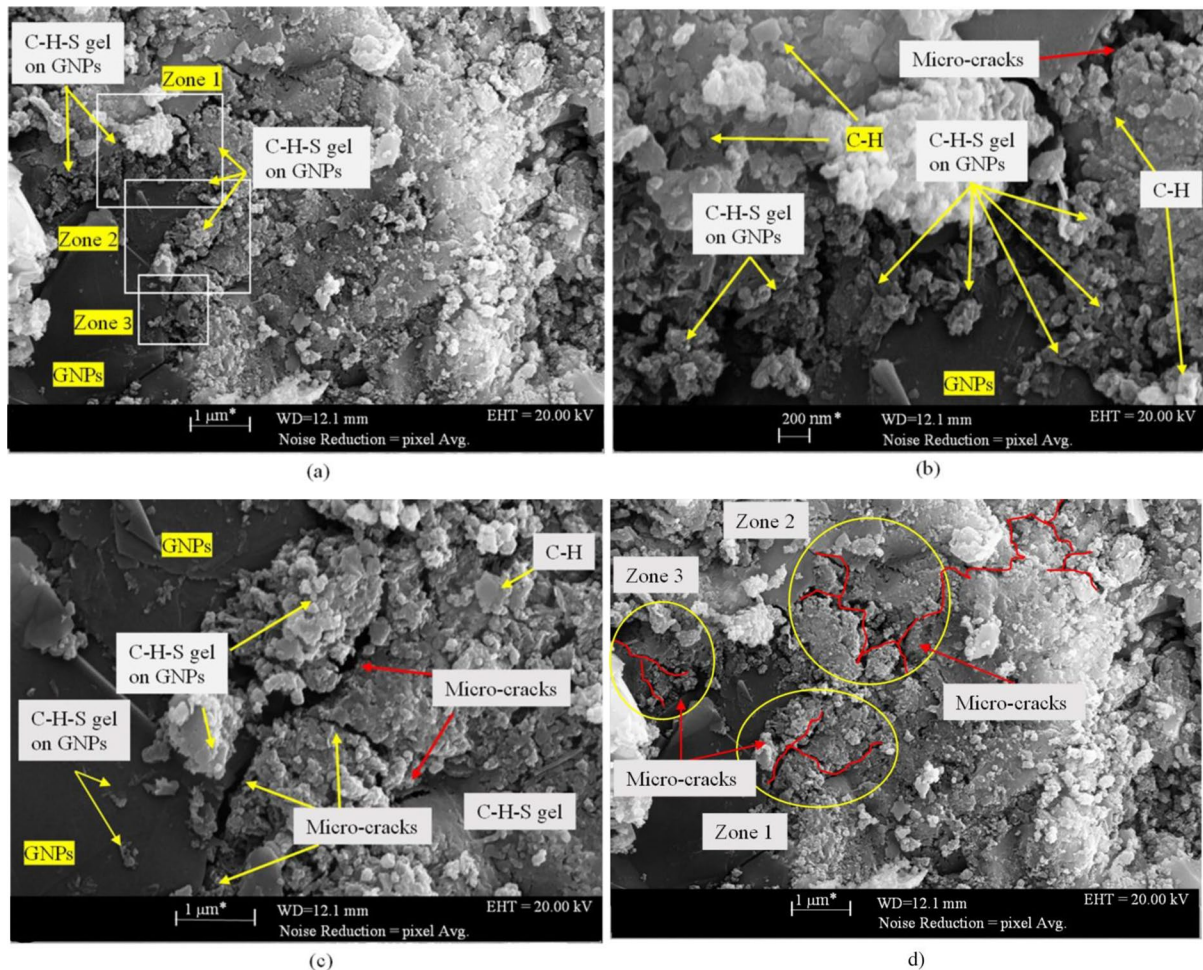 C-H-S gel
on GNPs
Zone 1
C-H-S gel
on GNPs
Zone 2
Zone 3
GNPs
1 µm*
WD=12.1 mm
EHT = 20.00 kV
Noise Reduction = pixel Avg.
(a)
Micro-cracks
C-H
C-H-S gel
on GNPs
C-H
C-H-S gel
on GNPs
GNPs
200 nm*
WD=12.1 mm
EHT = 20.00 kV
Noise Reduction = pixel Avg.
(b)
GNPs
C-H
C-H-S gel
on GNPs
Micro-cracks
C-H-S gel
on GNPs
C-H-S gel
Micro-cracks
GNPs
1 µm*
WD=12.1 mm
EHT = 20.00 kV
Noise Reduction = pixel Avg.
(c)
Zone 2
Zone 3
Micro-cracks
Micro-cracks
Zone 1
1 µm*
WD=12.1 mm
EHT = 20.00 kV
Noise Reduction = pixel Avg.
d)